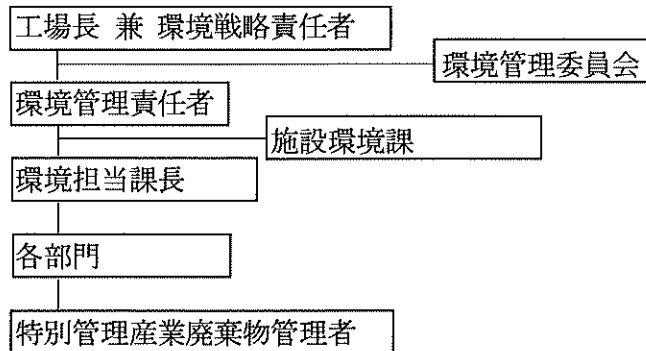 工場長 兼 環境戦略責任者
環境管理委員会
環境管理責任者
施設環境課
環境担当課長
各部門
特別管理産業廃棄物管理者